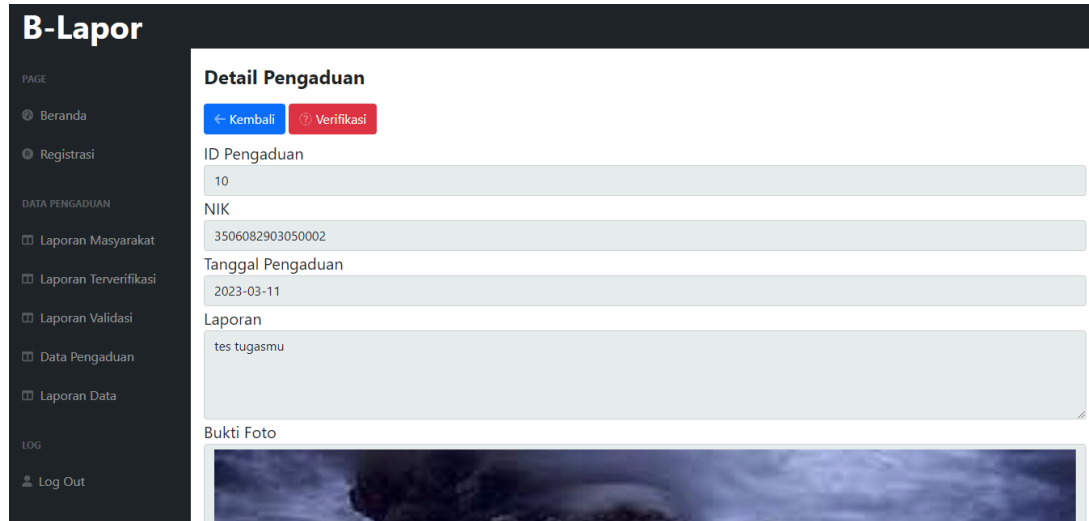 B-Lapor
PAGE
Beranda
Registrasi
DATA PENGADUAN
Laporan Masyarakat
Laporan Terverifikasi
Laporan Validasi
Data Pengaduan
Laporan Data
LOG
Log Out
Detail Pengaduan
Kembali Verifikasi
ID Pengaduan
10
NIK
3506082903050002
Tanggal Pengaduan
2023-03-11
Laporan
tes tugasmu
Bukti Foto